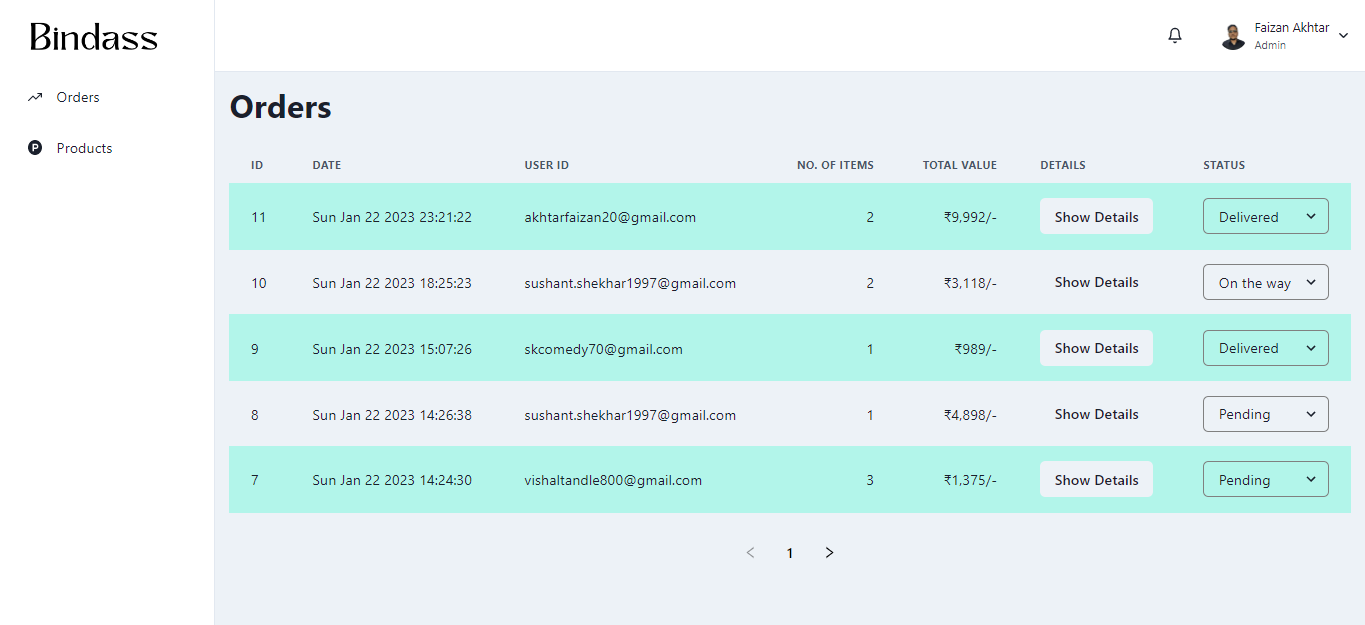 Bindass
Faizan Akhtar
Admin
Orders
P Products
Orders
ID DATE USER ID NO. OF ITEMS TOTAL VALUE DETAILS STATUS
11 Sun Jan 22 2023 23:21:22 akhtarfaizan20@gmail.com 2 ₹9,992/- Show Details Delivered
10 Sun Jan 22 2023 18:25:23 sushant.shekhar1997@gmail.com 2 ₹3,118/- Show Details On the way
9 Sun Jan 22 2023 15:07:26 skcomedy70@gmail.com 1 ₹989/- Show Details Delivered
8 Sun Jan 22 2023 14:26:38 sushant.shekhar1997@gmail.com 1 ₹4,898/- Show Details Pending
7 Sun Jan 22 2023 14:24:30 vishaltandle800@gmail.com 3 ₹1,375/- Show Details Pending
< 1 >